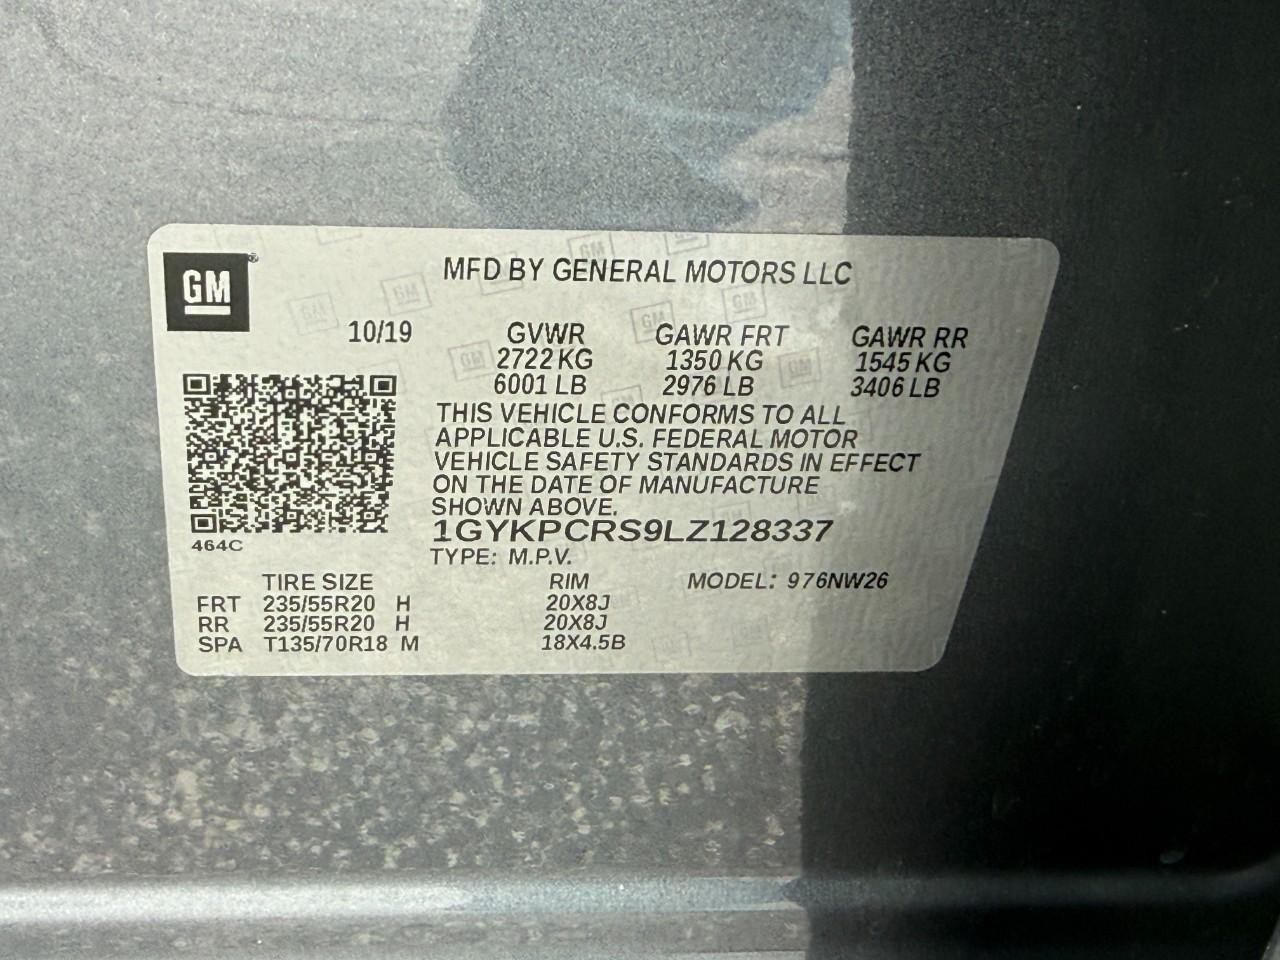 GM
MFD BY GENERAL MOTORS LLC
10/19 GVWR GAWR FRT GAWR RR
2722 KG 1350 KG 1545 KG
6001 LB 2976 LB 3406 LB
THIS VEHICLE CONFORMS TO ALL
APPLICABLE U.S. FEDERAL MOTOR
VEHICLE SAFETY STANDARDS IN EFFECT
ON THE DATE OF MANUFACTURE
SHOWN ABOVE.
1GYKPCRS9LZ128337
464C
TYPE: M.P.V.
TIRE SIZE RIM MODEL: 976NW26
FRT 235/55R20 H 20X8J
RR 235/55R20 H 20X8J
SPA T135/70R18 M 18X4.5B